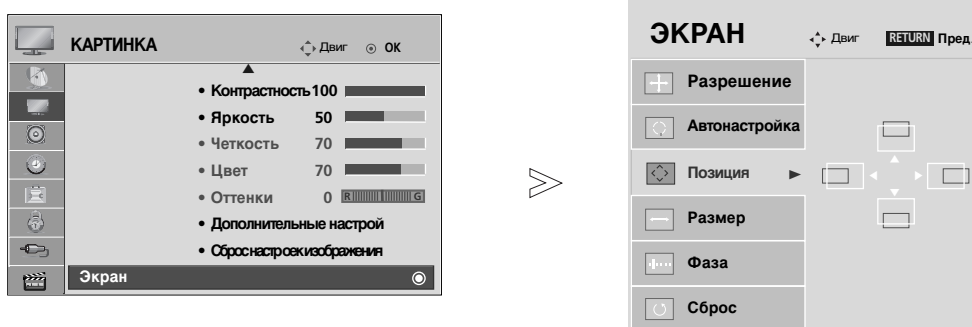 КАРТИНКА Двиг ОК
• Контрастность 100
• Яркость 50
• Четкость 70
• Цвет 70
• Оттенки 0 R G
• Дополнительные настрой
• Сброс настроек изображения
Экран
ЭКРАН Двиг RETURN Пред.
Разрешение
Автонастройка
Позиция
Размер
Фаза
Сброс